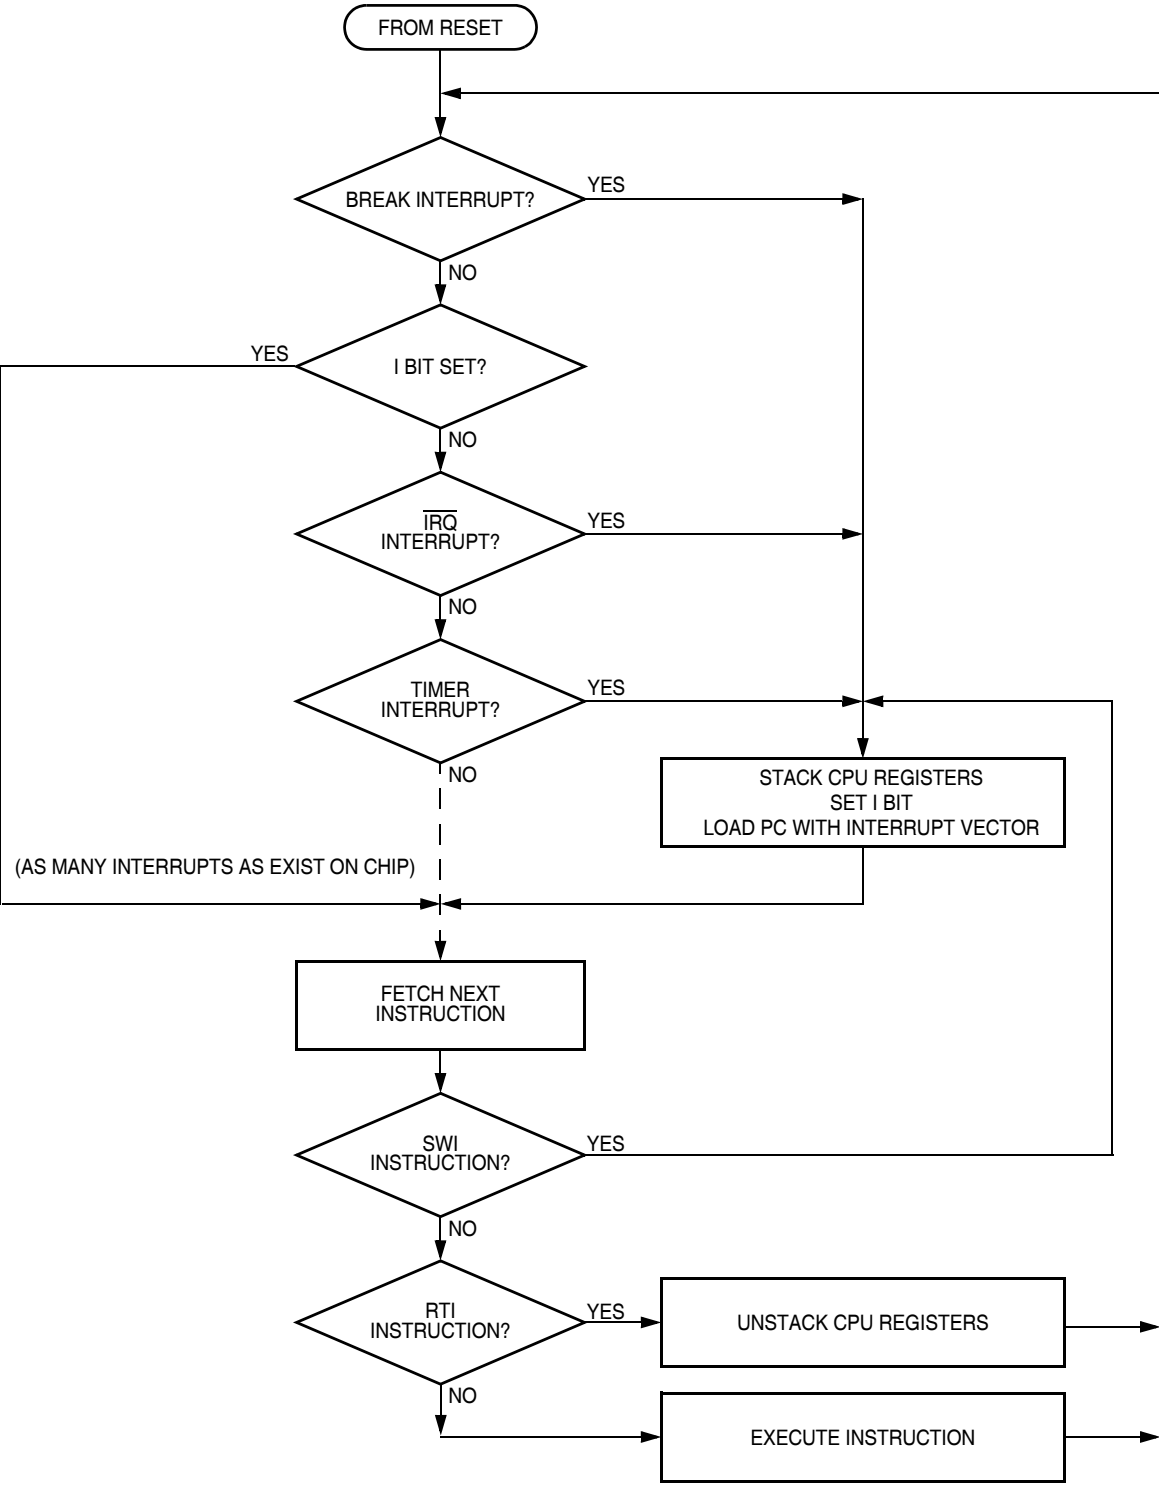 FROM RESET
BREAK INTERRUPT?
YES
NO
YES
I BIT SET?
NO
IRQ
INTERRUPT?
YES
NO
TIMER
INTERRUPT?
YES
NO
STACK CPU REGISTERS
SET I BIT
LOAD PC WITH INTERRUPT VECTOR
(AS MANY INTERRUPTS AS EXIST ON CHIP)
FETCH NEXT
INSTRUCTION
SWI
INSTRUCTION?
YES
NO
RTI
INSTRUCTION?
YES
UNSTACK CPU REGISTERS
NO
EXECUTE INSTRUCTION